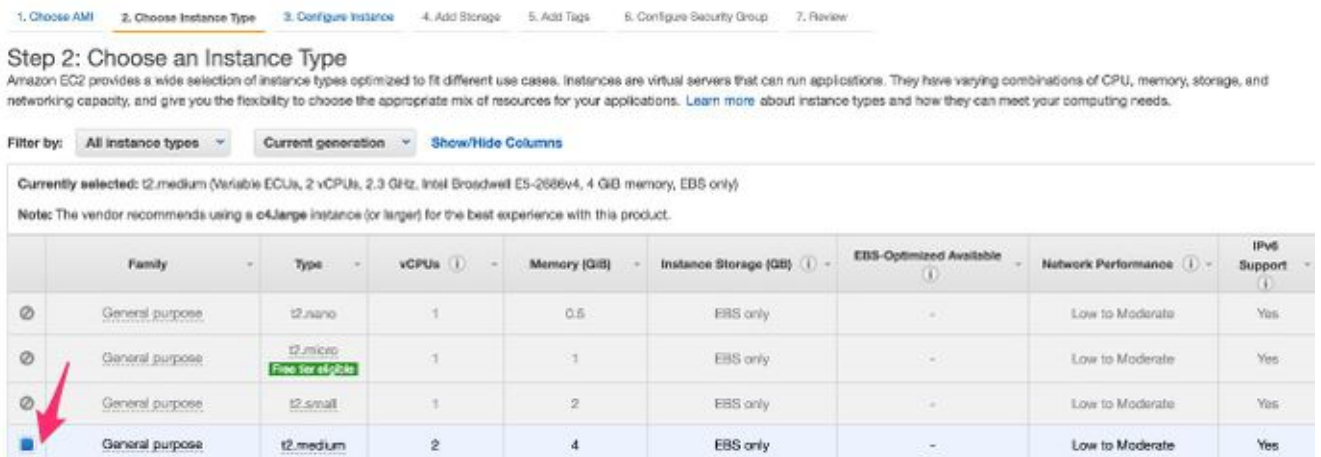 1. Choose AMI 2. Choose Instance Type 3. Configure Instance 4. Add Storage 5. Add Tags 6. Configure Security Group 7. Review
Step 2: Choose an Instance Type
Amazon EC2 provides a wide selection of instance types optimized to fit different use cases. Instances are virtual servers that can run applications. They have varying combinations of CPU, memory, storage, and
networking capacity, and give you the flexibility to choose the appropriate mix of resources for your applications. Learn more about instance types and how they can meet your computing needs.
Filter by: All instance types Current generation Show/Hide Columns
Currently selected: t2.medium (Variable ECUs, 2 vCPUs, 2.3 GHz, Intel Broadwell E5-2686v4, 4 GiB memory, EBS only)
Note: The vendor recommends using a c4.large instance (or larger) for the best experience with this product.
Family Type vCPUs Memory (GiB) Instance Storage (GB) EBS-Optimized Available Network Performance IPv6 Support
General purpose t2.nano 1 0.5 EBS only - Low to Moderate Yes
General purpose t2.micro 1 1 EBS only - Low to Moderate Yes
Free tier eligible
General purpose t2.small 1 2 EBS only - Low to Moderate Yes
General purpose t2.medium 2 4 EBS only - Low to Moderate Yes